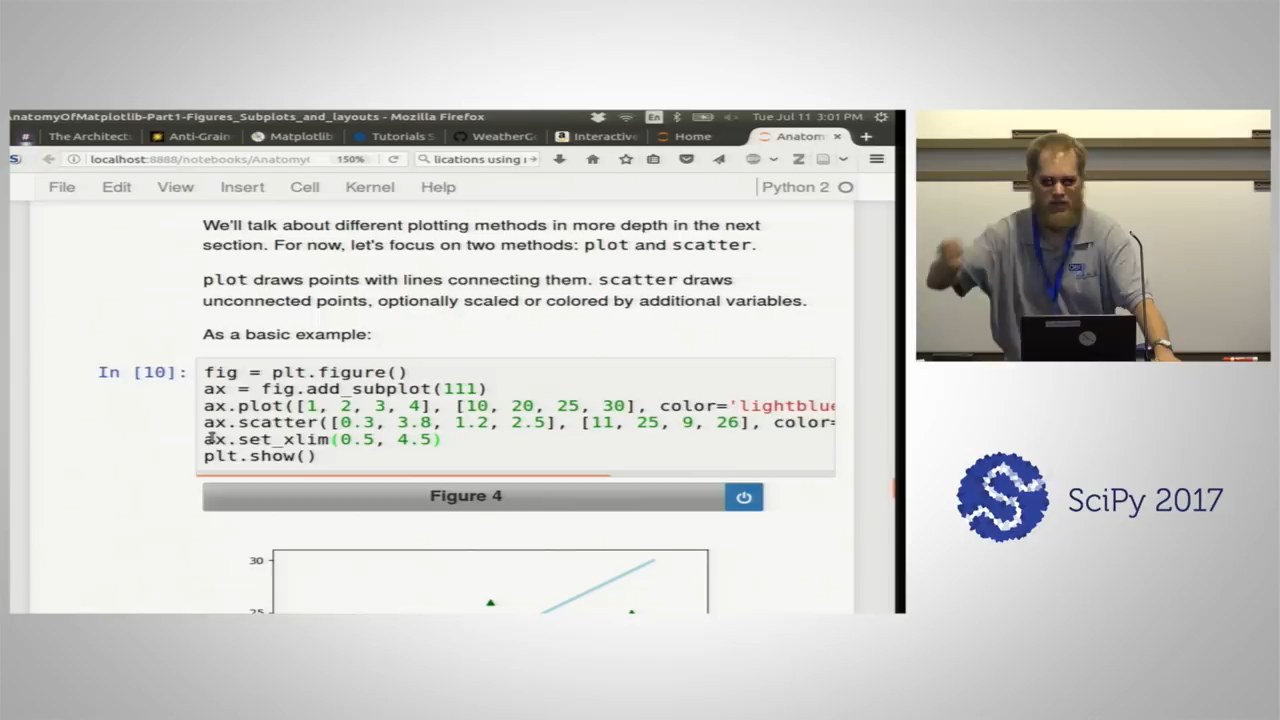 AnatomyOfMatplotlib-Part1-Figures_Subplots_and_layouts - Mozilla Firefox
En
Tue Jul 11 3:01 PM
The Architect
Anti-Grain
Matplotlib
Tutorials S
WeatherG
Interactive
Home
Anatom
localhost:8888/notebooks/Anatomy
150%
lications using
File Edit View Insert Cell Kernel Help
Python 2
We'll talk about different plotting methods in more depth in the next
section. For now, let's focus on two methods: plot and scatter.
plot draws points with lines connecting them. scatter draws
unconnected points, optionally scaled or colored by additional variables.
As a basic example:
In [10]:
fig = plt.figure()
ax = fig.add_subplot(111)
ax.plot([1, 2, 3, 4], [10, 20, 25, 30], color='lightblue
ax.scatter([0.3, 3.8, 1.2, 2.5], [11, 25, 9, 26], color=
ax.set_xlim(0.5, 4.5)
plt.show()
Figure 4
30
25
SciPy 2017